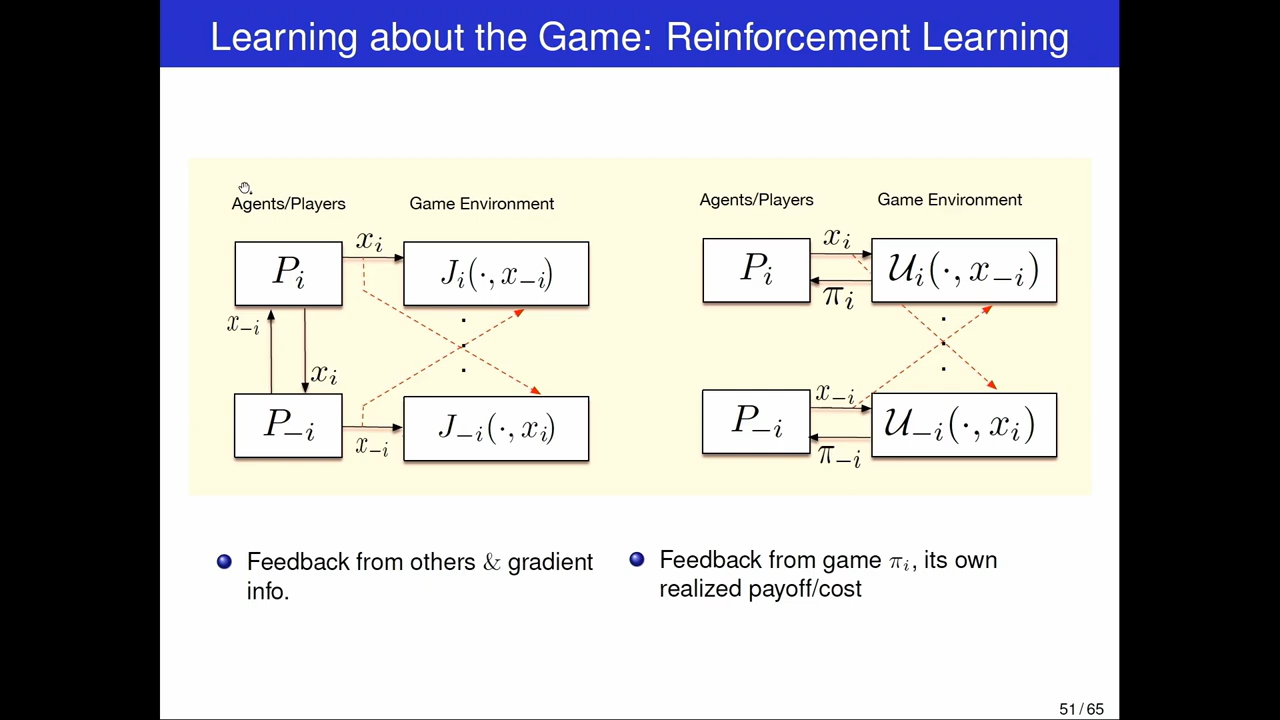 Learning about the Game: Reinforcement Learning
Agents/Players Game Environment
x_i
P_i
J_i(·, x_{-i})
x_{-i}
x_i
P_{-i}
J_{-i}(·, x_i)
x_{-i}
Agents/Players Game Environment
x_i
P_i
𝒰_i(·, x_{-i})
π_i
x_{-i}
P_{-i}
𝒰_{-i}(·, x_i)
π_{-i}
Feedback from others & gradient
info.
Feedback from game π_i, its own
realized payoff/cost
51 / 65